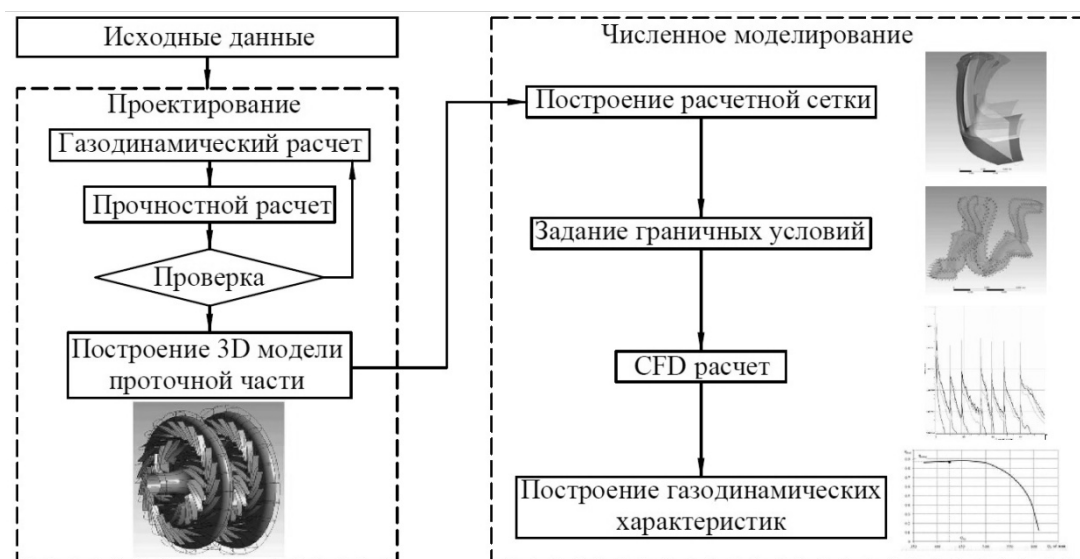 Исходные данные
Проектирование
Газодинамический расчет
Прочностной расчет
Проверка
Построение 3D модели
проточной части
Численное моделирование
Построение расчетной сетки
Задание граничных условий
CFD расчет
Построение газодинамических
характеристик